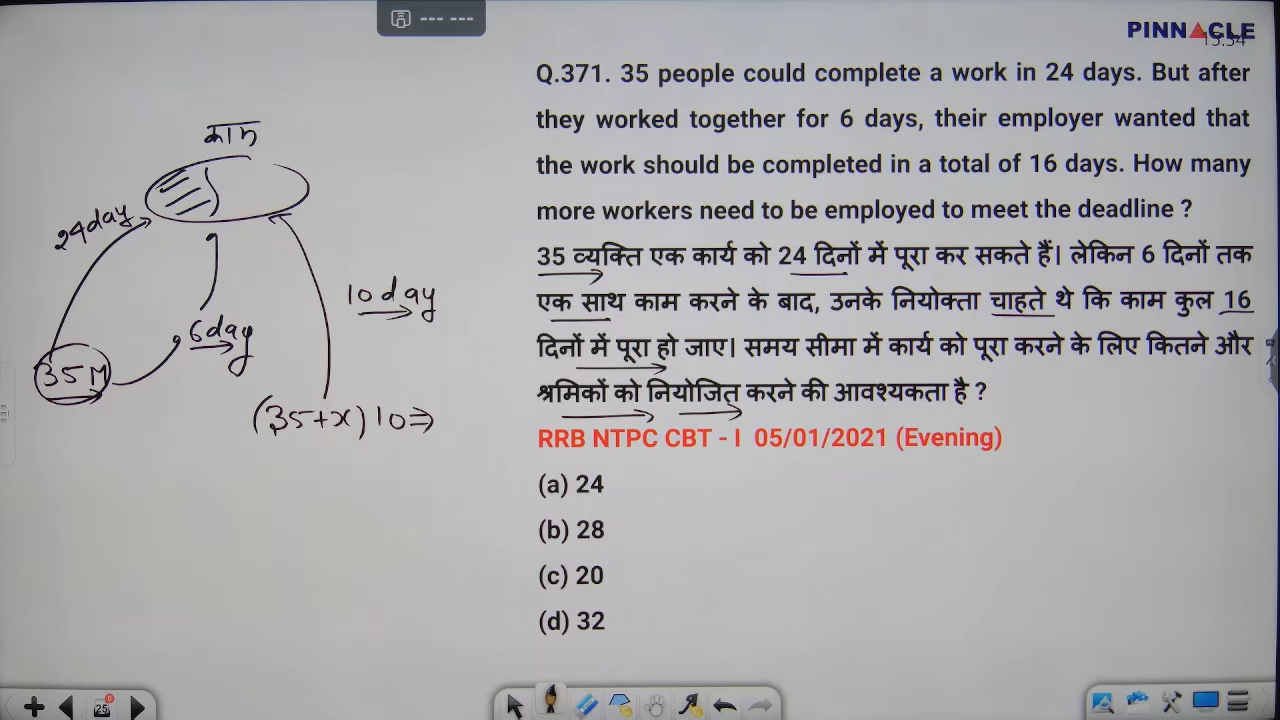 --- ---
PINNACLE
15:54
Q.371. 35 people could complete a work in 24 days. But after
they worked together for 6 days, their employer wanted that
the work should be completed in a total of 16 days. How many
more workers need to be employed to meet the deadline ?
35 व्यक्ति एक कार्य को 24 दिनों में पूरा कर सकते हैं। लेकिन 6 दिनों तक
एक साथ काम करने के बाद, उनके नियोक्ता चाहते थे कि काम कुल 16
दिनों में पूरा हो जाए। समय सीमा में कार्य को पूरा करने के लिए कितने और
श्रमिकों को नियोजित करने की आवश्यकता है ?
RRB NTPC CBT - I 05/01/2021 (Evening)
(a) 24
(b) 28
(c) 20
(d) 32
काम
24day
10day
6day
35M
(35+x)10⇒
25
0